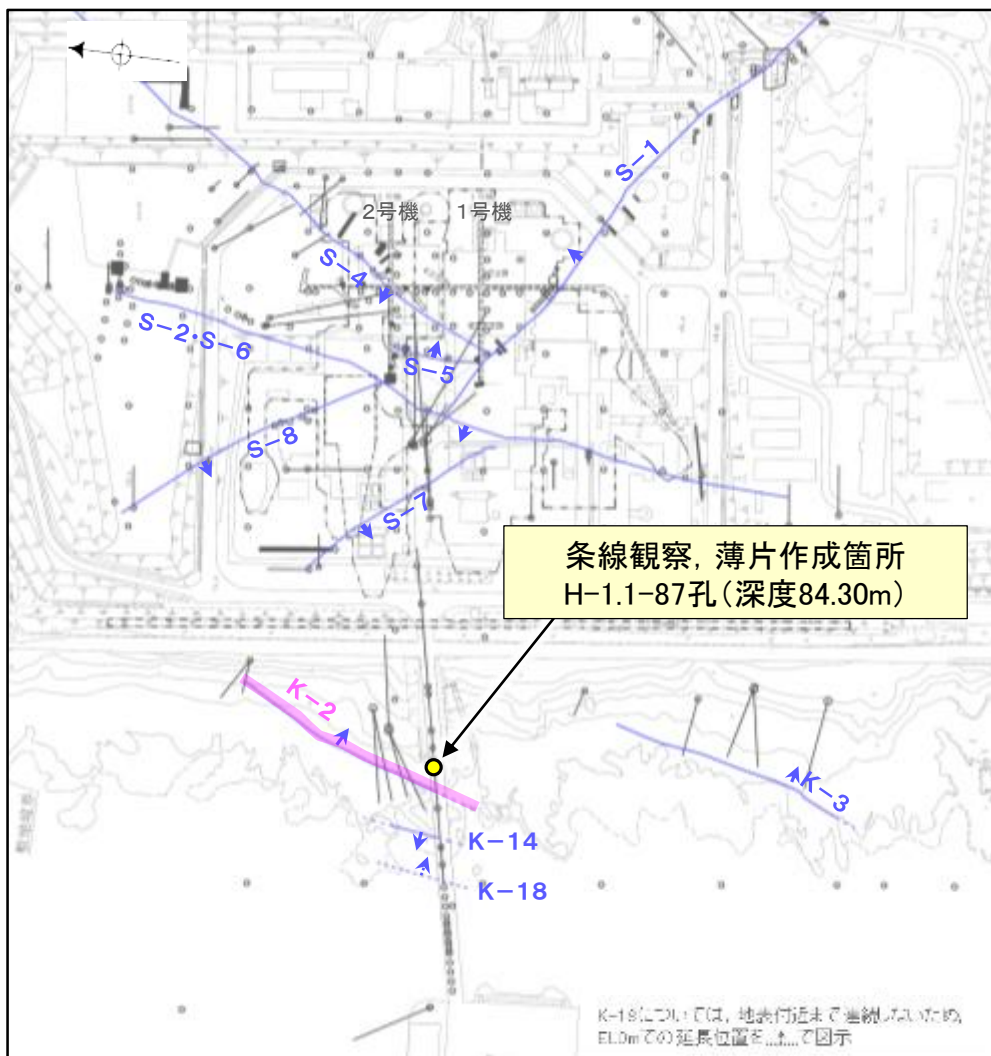 S-1
2号機
1号機
S-4
S-2・S-6
S-5
S-8
S-7
条線観察，薄片作成箇所
H-1.1-87孔（深度84.30m）
K-2
K-3
K-14
K-18
K-18については，地表付近まで連続しないため，
EL0mでの延長位置を
で図示